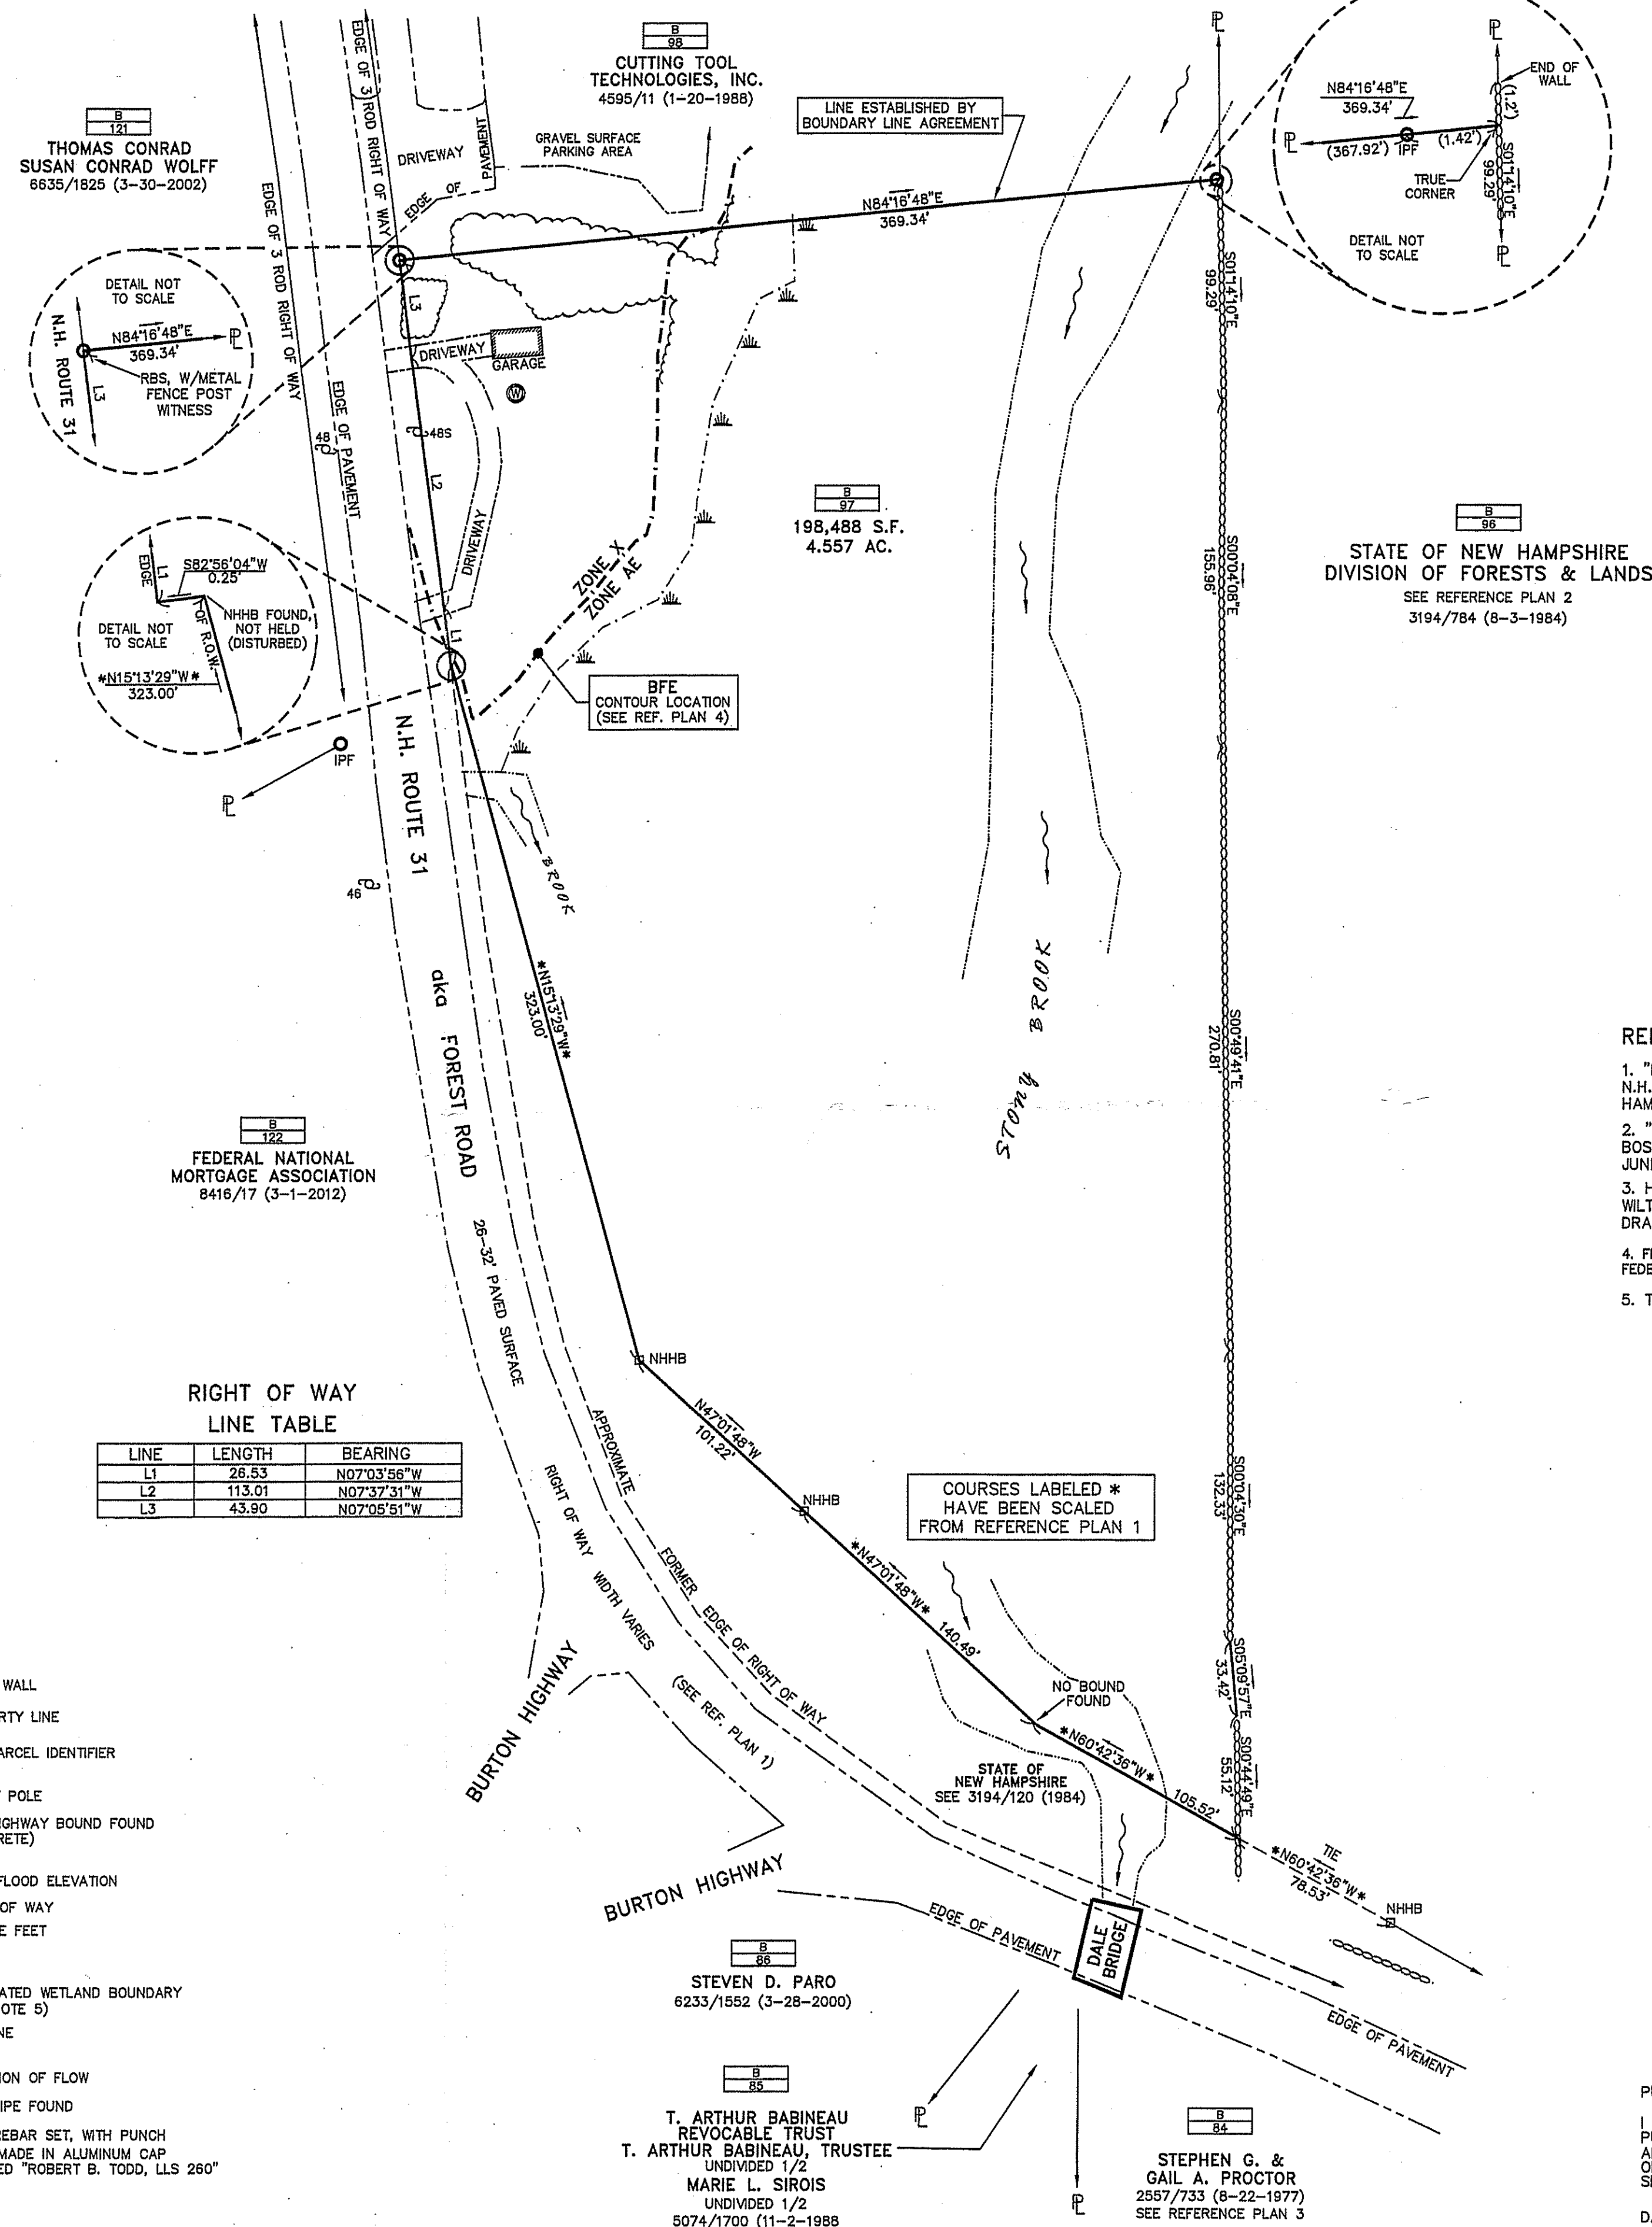 B
121
THOMAS CONRAD
SUSAN CONRAD WOLFF
6635/1825 (3-30-2002)
B
98
CUTTING TOOL
TECHNOLOGIES, INC.
4595/11 (1-20-1988)
LINE ESTABLISHED BY
BOUNDARY LINE AGREEMENT
EDGE OF 3 ROD RIGHT OF WAY
EDGE OF 3 ROD RIGHT OF WAY
DRIVEWAY
PAVEMENT
EDGE OF
GRAVEL SURFACE
PARKING AREA
N84°16'48"E
369.34'
P/L
P/L
END OF
WALL
(1.2')
N84°16'48"E
369.34'
P/L
(367.92')
IPF
(1.42')
TRUE
CORNER
S01°14'10"E
99.29'
P/L
DETAIL NOT
TO SCALE
DETAIL NOT
TO SCALE
N84°16'48"E
369.34'
P/L
N.H. ROUTE 31
L3
RBS, W/METAL
FENCE POST
WITNESS
L3
DRIVEWAY
GARAGE
W
48
48S
EDGE OF PAVEMENT
L2
DRIVEWAY
L1
ZONE X
ZONE AE
B
97
198,488 S.F.
4.557 AC.
S01°14'10"E
99.29'
S00°04'08"E
155.96'
B
96
STATE OF NEW HAMPSHIRE
DIVISION OF FORESTS & LANDS
SEE REFERENCE PLAN 2
3194/784 (8-3-1984)
EDGE
L1
S82°56'04"W
0.25'
NHHB FOUND,
NOT HELD
(DISTURBED)
OF R.O.W.
DETAIL NOT
TO SCALE
*N15°13'29"W*
323.00'
BFE
CONTOUR LOCATION
(SEE REF. PLAN 4)
IPF
P/L
46
N.H. ROUTE 31
aka FOREST ROAD
26-32' PAVED SURFACE
BROOK
*N15°13'29"W*
323.00'
STONY BROOK
S00°49'41"E
270.81'
B
122
FEDERAL NATIONAL
MORTGAGE ASSOCIATION
8416/17 (3-1-2012)
1. "
N.H.
HAM
2. "
BOS
JUN
3. H
WILT
DRA
4. F
FEDE
5. T
RIGHT OF WAY
LINE TABLE
LINE LENGTH BEARING
L1 26.53 N07°03'56"W
L2 113.01 N07°37'31"W
L3 43.90 N07°05'51"W
NHHB
N47°01'48"W
101.22'
NHHB
*N47°01'48"W*
140.49'
COURSES LABELED *
HAVE BEEN SCALED
FROM REFERENCE PLAN 1
S00°04'30"E
132.33'
S05°09'57"E
33.42'
S00°44'49"E
55.12'
NO BOUND
FOUND
*N60°42'36"W*
105.52'
APPROXIMATE FORMER EDGE OF RIGHT OF WAY
RIGHT OF WAY WIDTH VARIES
(SEE REF. PLAN 1)
BURTON HIGHWAY
BURTON HIGHWAY
STATE OF
NEW HAMPSHIRE
SEE 3194/120 (1984)
TIE
*N60°42'36"W*
78.53'
NHHB
EDGE OF PAVEMENT
DALE
BRIDGE
EDGE OF PAVEMENT
WALL
RTY LINE
ARCEL IDENTIFIER
POLE
IGHWAY BOUND FOUND
RETE)
FLOOD ELEVATION
OF WAY
E FEET
ATED WETLAND BOUNDARY
OTE 5)
NE
ION OF FLOW
IPE FOUND
REBAR SET, WITH PUNCH
MADE IN ALUMINUM CAP
ED "ROBERT B. TODD, LLS 260"
B
86
STEVEN D. PARO
6233/1552 (3-28-2000)
B
85
T. ARTHUR BABINEAU
REVOCABLE TRUST
T. ARTHUR BABINEAU, TRUSTEE
UNDIVIDED 1/2
MARIE L. SIROIS
UNDIVIDED 1/2
5074/1700 (11-2-1988
P/L
P/L
B
84
STEPHEN G. &
GAIL A. PROCTOR
2557/733 (8-22-1977)
SEE REFERENCE PLAN 3